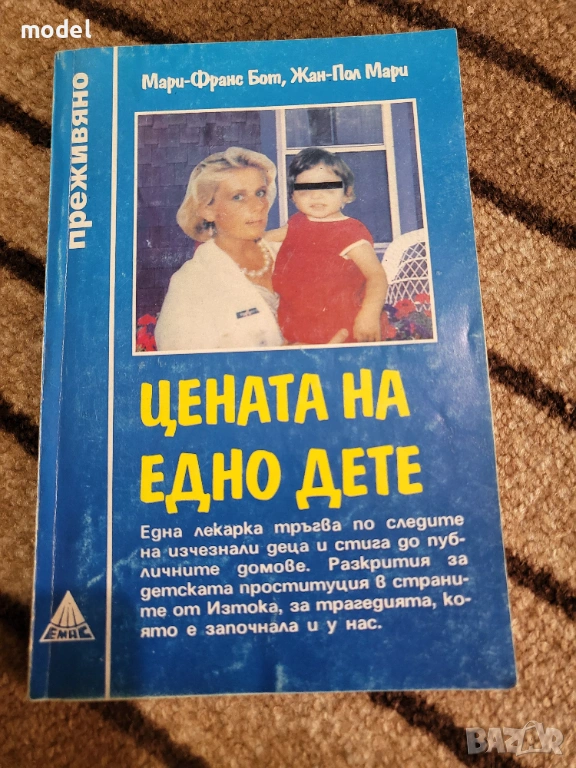 model
преживяно
Мари-Франс Бот, Жан-Пол Мари
ЦЕНАТА НА
ЕДНО ДЕТЕ
Една лекарка тръгва по следите
на изчезнали деца и стига до пуб-
личните домове. Разкрития за
детската проституция в страни-
те от Изтока, за трагедията, ко-
ято е започнала и у нас.
ЕМАС
BAZAR